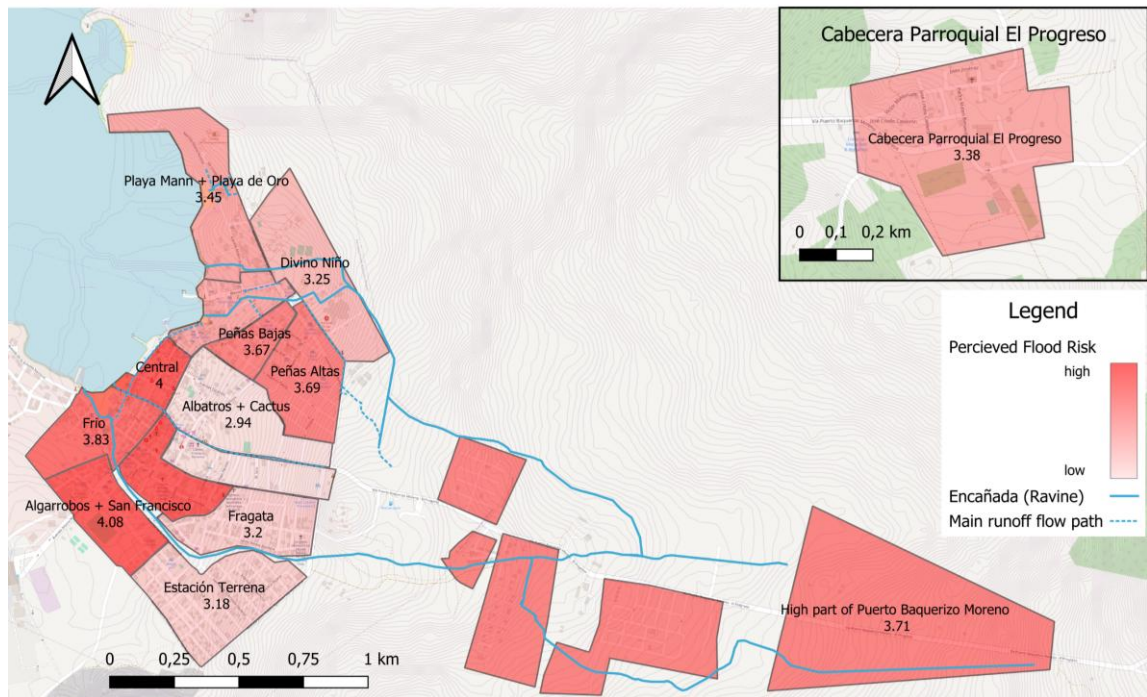 Cabecera Parroquial El Progreso
Cabecera Parroquial El Progreso
3.38
0 0,1 0,2 km
Playa Mann + Playa de Oro
3.45
Divino Niño
3.25
Peñas Bajas
3.67
Central
4
Peñas Altas
3.69
Albatros + Cactus
2.94
Frio
3.83
Algarrobos + San Francisco
4.08
Fragata
3.2
Estación Terrena
3.18
High part of Puerto Baquerizo Moreno
3.71
0 0,25 0,5 0,75 1 km
Legend
Percieved Flood Risk
high
low
Encañada (Ravine)
Main runoff flow path